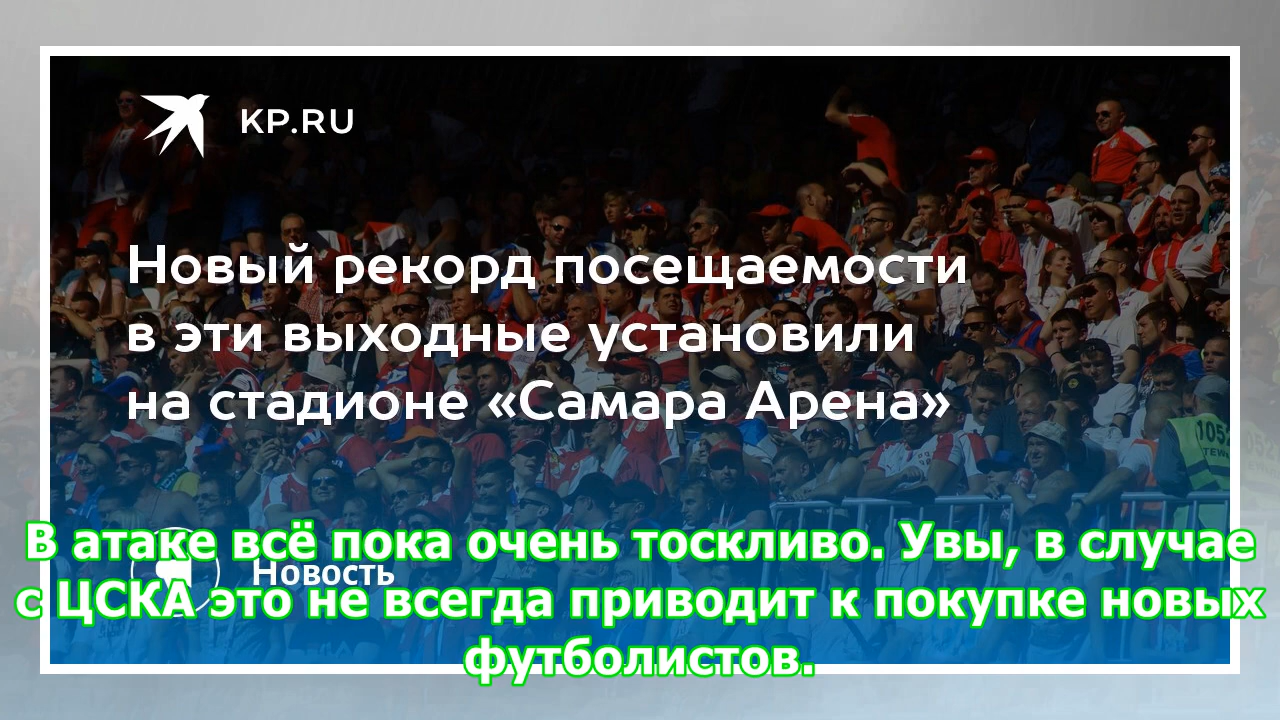 KP.RU
Новый рекорд посещаемости
в эти выходные установили
на стадионе «Самара Арена»
Новость
В атаке всё пока очень тоскливо. Увы, в случае
с ЦСКА это не всегда приводит к покупке новых
футболистов.
105